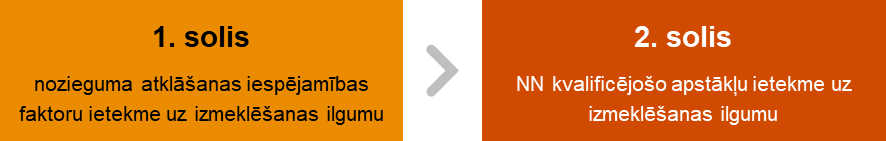 1. solis
nozieguma atklāšanas iespējamības
faktoru ietekme uz izmeklēšanas ilgumu
2. solis
NN kvalificējošo apstākļu ietekme uz
izmeklēšanas ilgumu